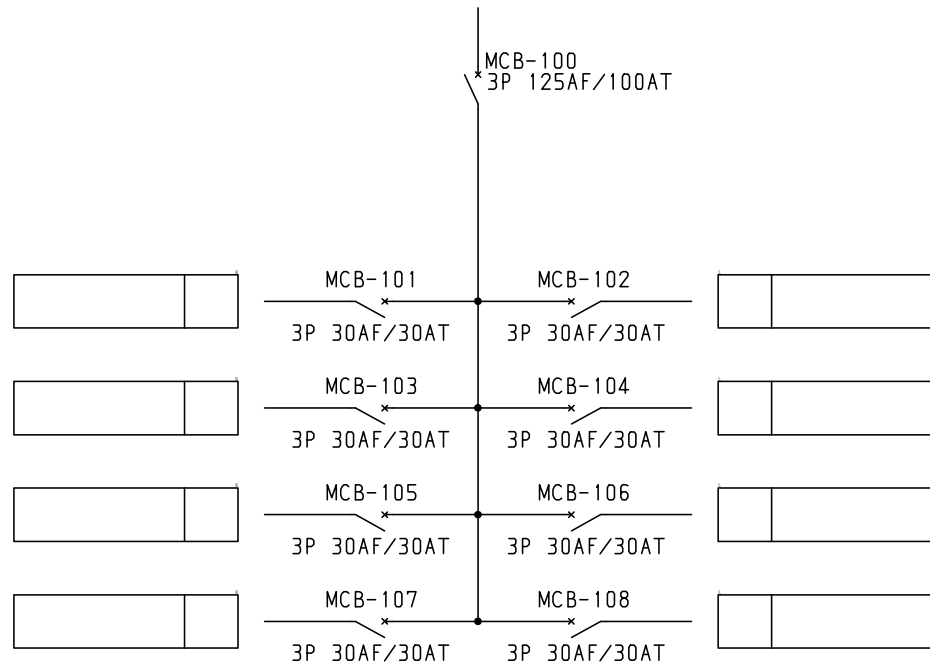 MCB-100
3P 125AF/100AT
MCB-101 MCB-102
3P 30AF/30AT 3P 30AF/30AT
MCB-103 MCB-104
3P 30AF/30AT 3P 30AF/30AT
MCB-105 MCB-106
3P 30AF/30AT 3P 30AF/30AT
MCB-107 MCB-108
3P 30AF/30AT 3P 30AF/30AT